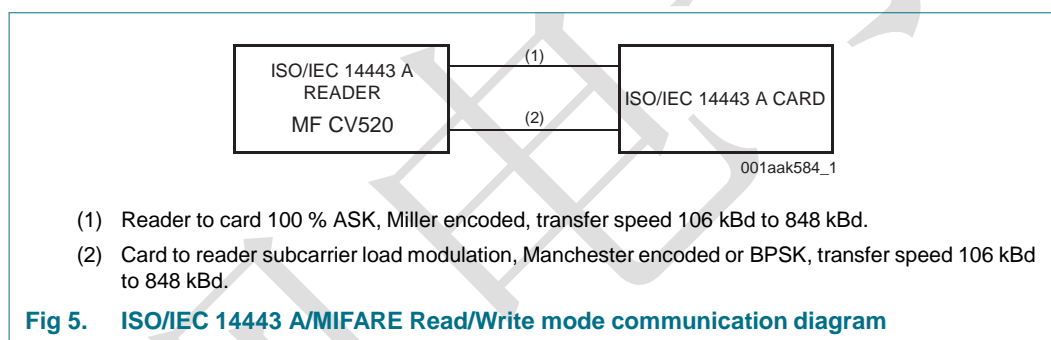 ISO/IEC 14443 A
READER
MF CV520
(1)
(2)
ISO/IEC 14443 A CARD
001aak584_1
(1) Reader to card 100 % ASK, Miller encoded, transfer speed 106 kBd to 848 kBd.
(2) Card to reader subcarrier load modulation, Manchester encoded or BPSK, transfer speed 106 kBd
to 848 kBd.
Fig 5. ISO/IEC 14443 A/MIFARE Read/Write mode communication diagram